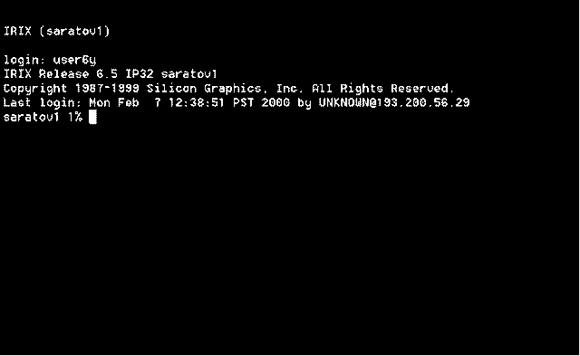 IRIX (saratov1)
login: user6y
IRIX Release 6.5 IP32 saratov1
Copyright 1987-1999 Silicon Graphics, Inc. All Rights Reserved.
Last login: Mon Feb  7 12:38:51 PST 2000 by UNKNOWN@193.200.56.29
saratov1 1%